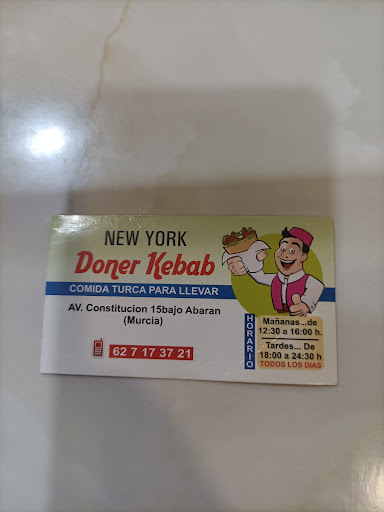 NEW YORK
Doner Kebab
COMIDA TURCA PARA LLEVAR
AV. Constitucion 15bajo Abaran
(Murcia)
62 7 17 37 21
HORARIO
Mañanas...de
12:30 a 16:00 h.
Tardes... De
18:00 a 24:30 h
TODOS LOS DIAS